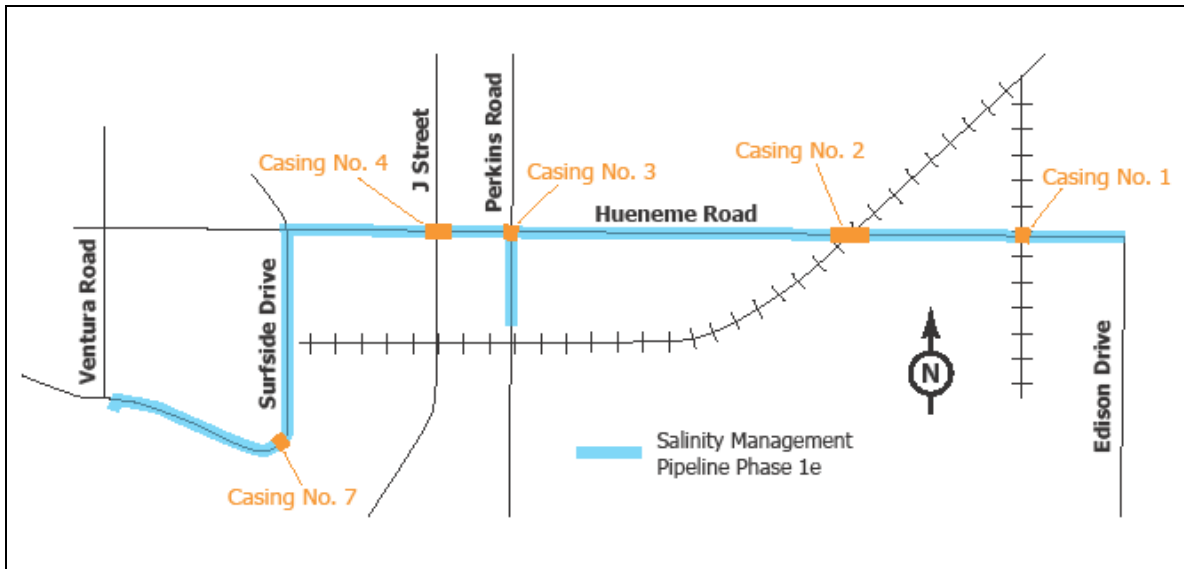 Casing No. 4
J Street
Perkins Road
Casing No. 3
Casing No. 2
Casing No. 1
Hueneme Road
Ventura Road
Surfside Drive
N
Edison Drive
Salinity Management
Pipeline Phase 1e
Casing No. 7